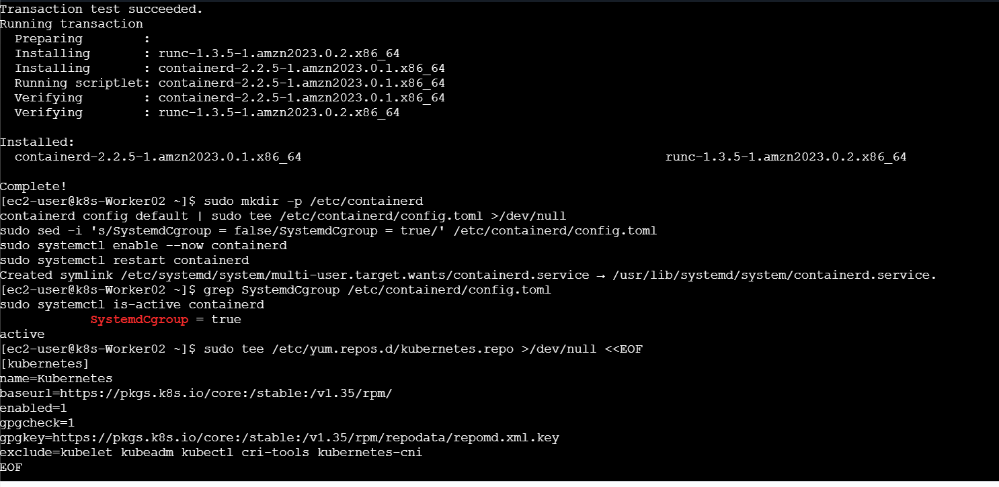 Transaction test succeeded.
Running transaction
  Preparing        :
  Installing       : runc-1.3.5-1.amzn2023.0.2.x86_64
  Installing       : containerd-2.2.5-1.amzn2023.0.1.x86_64
  Running scriptlet: containerd-2.2.5-1.amzn2023.0.1.x86_64
  Verifying        : containerd-2.2.5-1.amzn2023.0.1.x86_64
  Verifying        : runc-1.3.5-1.amzn2023.0.2.x86_64

Installed:
  containerd-2.2.5-1.amzn2023.0.1.x86_64                                                runc-1.3.5-1.amzn2023.0.2.x86_64

Complete!
[ec2-user@k8s-Worker02 ~]$ sudo mkdir -p /etc/containerd
containerd config default | sudo tee /etc/containerd/config.toml >/dev/null
sudo sed -i 's/SystemdCgroup = false/SystemdCgroup = true/' /etc/containerd/config.toml
sudo systemctl enable --now containerd
sudo systemctl restart containerd
Created symlink /etc/systemd/system/multi-user.target.wants/containerd.service → /usr/lib/systemd/system/containerd.service.
[ec2-user@k8s-Worker02 ~]$ grep SystemdCgroup /etc/containerd/config.toml
sudo systemctl is-active containerd
            SystemdCgroup = true
active
[ec2-user@k8s-Worker02 ~]$ sudo tee /etc/yum.repos.d/kubernetes.repo >/dev/null <<EOF
[kubernetes]
name=Kubernetes
baseurl=https://pkgs.k8s.io/core:/stable:/v1.35/rpm/
enabled=1
gpgcheck=1
gpgkey=https://pkgs.k8s.io/core:/stable:/v1.35/rpm/repodata/repomd.xml.key
exclude=kubelet kubeadm kubectl cri-tools kubernetes-cni
EOF